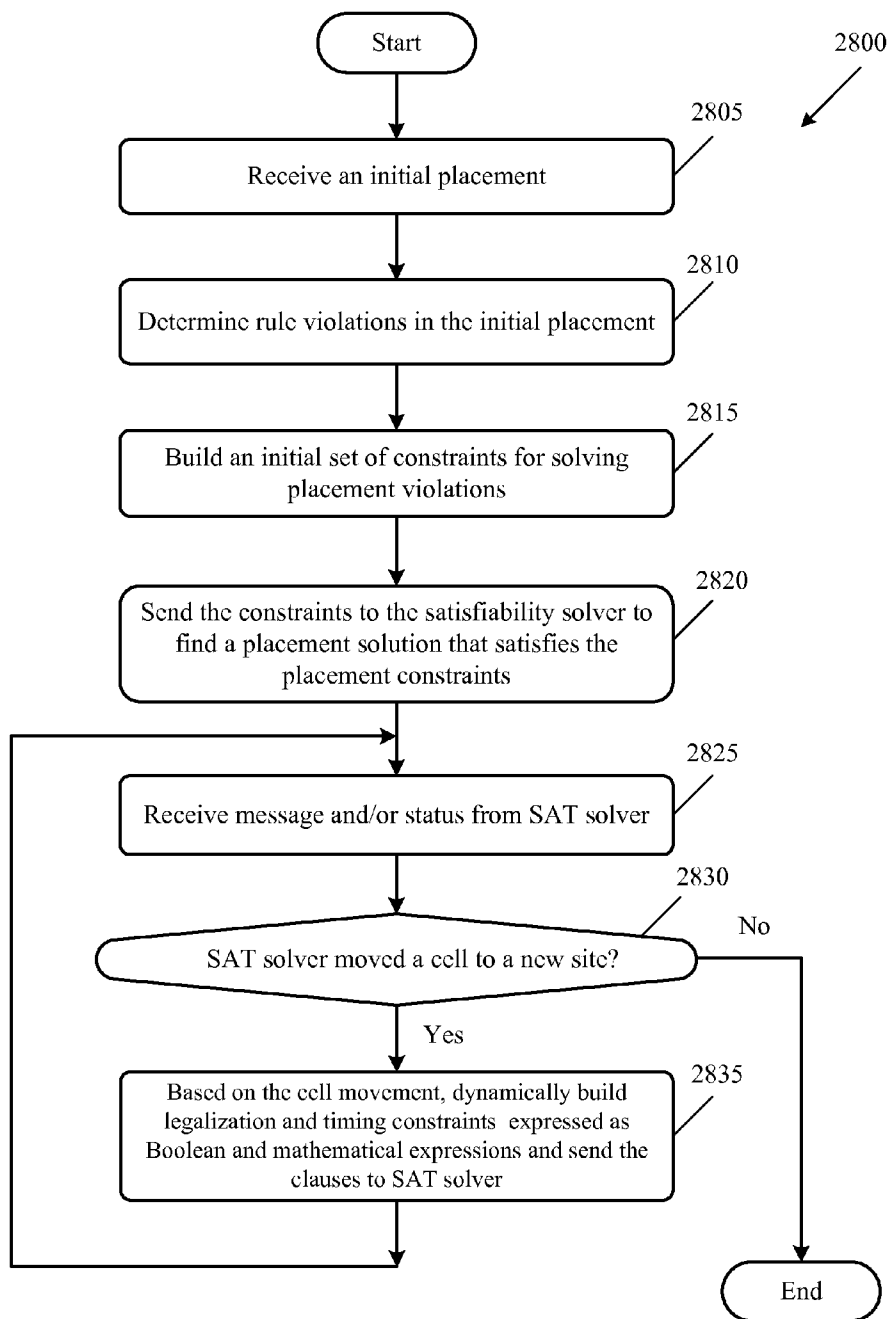 Start
2800
2805
Receive an initial placement
2810
Determine rule violations in the initial placement
2815
Build an initial set of constraints for solving
placement violations
2820
Send the constraints to the satisfiability solver to
find a placement solution that satisfies the
placement constraints
2825
Receive message and/or status from SAT solver
2830
No
SAT solver moved a cell to a new site?
Yes
2835
Based on the cell movement, dynamically build
legalization and timing constraints expressed as
Boolean and mathematical expressions and send the
clauses to SAT solver
End